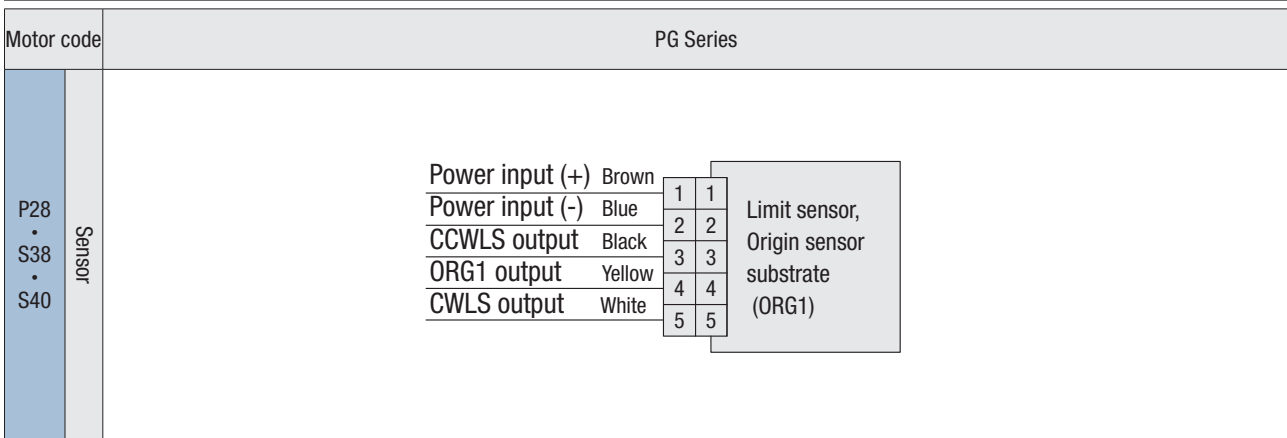 Motor code PG Series
P28
・
S38
・
S40
Sensor
Power input (+) Brown 1 1
Power input (-) Blue 2 2
CCWLS output Black 3 3
ORG1 output Yellow 4 4
CWLS output White 5 5
Limit sensor,
Origin sensor
substrate
(ORG1)